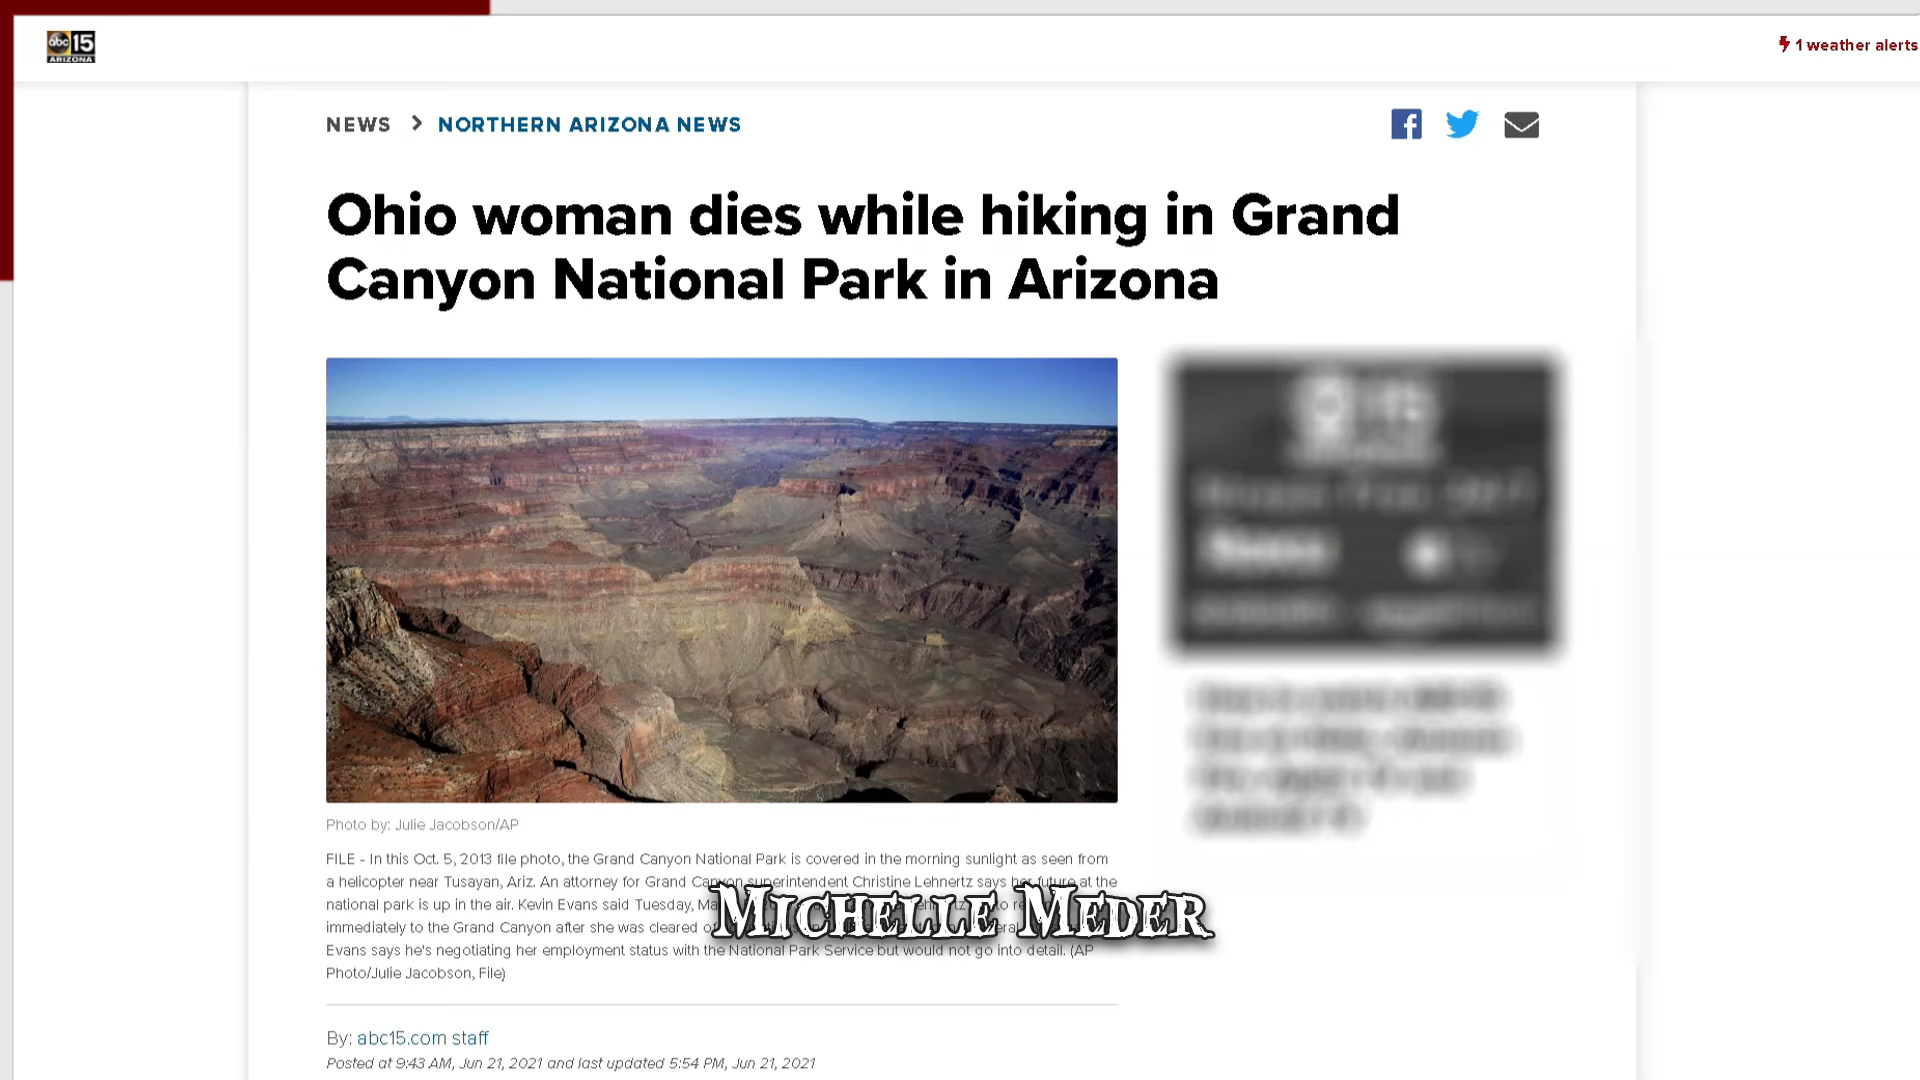 abc 15
ARIZONA
1 weather alerts
NEWS > NORTHERN ARIZONA NEWS
Ohio woman dies while hiking in Grand
Canyon National Park in Arizona
Photo by: Julie Jacobson/AP
FILE - In this Oct. 5, 2013 file photo, the Grand Canyon National Park is covered in the morning sunlight as seen from
a helicopter near Tusayan, Ariz. An attorney for Grand Canyon superintendent Christine Lehnertz says her future at the
national park is up in the air. Kevin Evans said Tuesday,
immediately to the Grand Canyon after she was cleared
Evans says he's negotiating her employment status with the National Park Service but would not go into detail. (AP
Photo/Julie Jacobson, File)
Michelle Meder
By: abc15.com staff
Posted at 9:43 AM, Jun 21, 2021 and last updated 5:54 PM, Jun 21, 2021